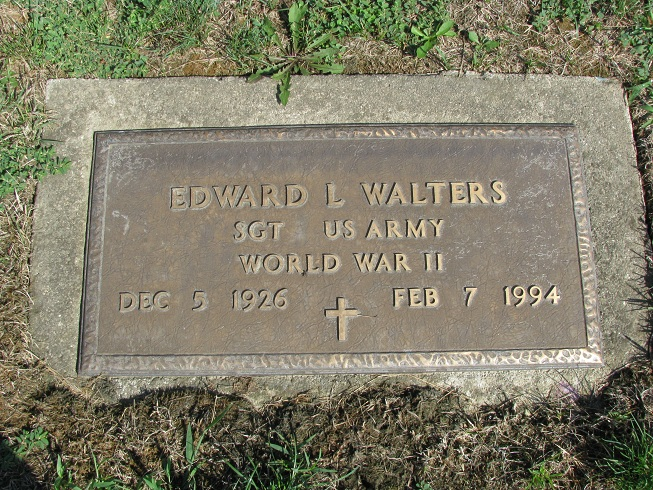 EDWARD L WALTERS
SGT US ARMY
WORLD WAR II
DEC 5 1926 FEB 7 1994